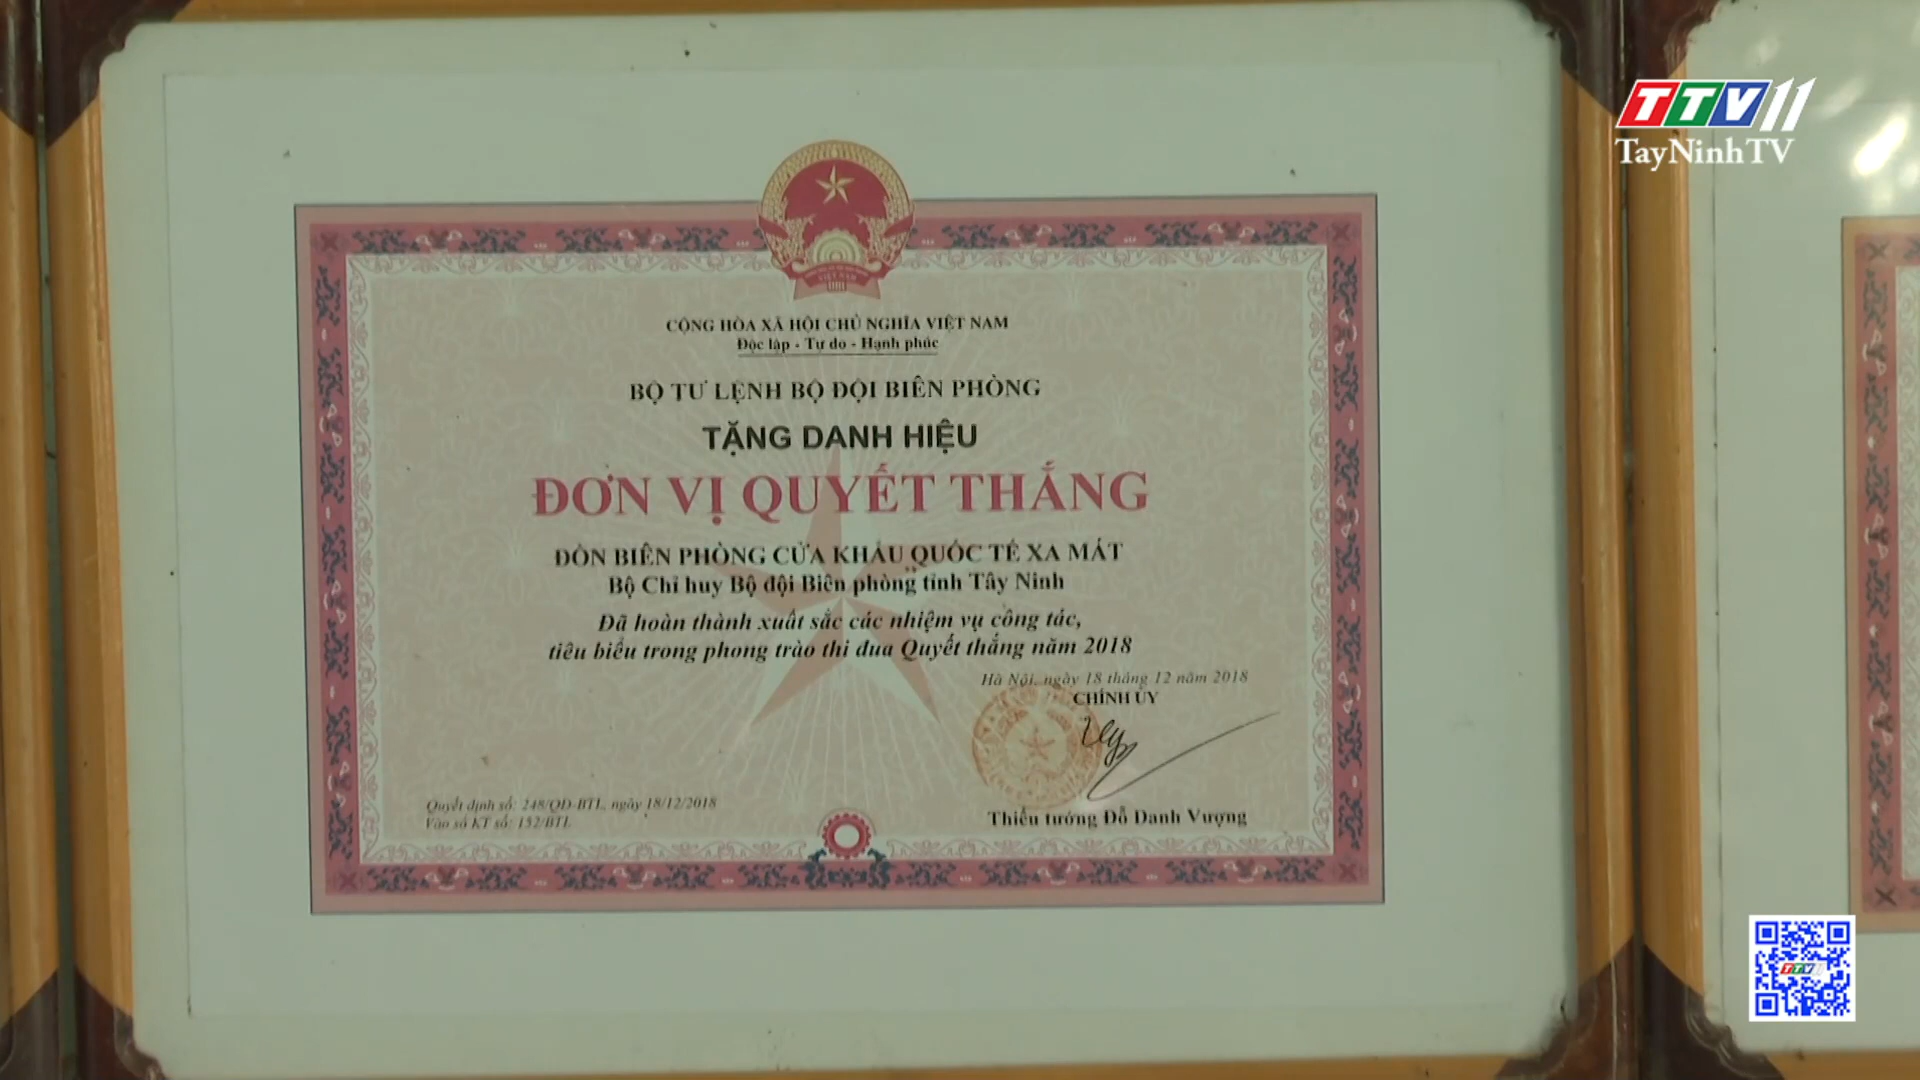 TTV11
TayNinhTV
CỘNG HÒA XÃ HỘI CHỦ NGHĨA VIỆT NAM
Độc lập - Tự do - Hạnh phúc
BỘ TƯ LỆNH BỘ ĐỘI BIÊN PHÒNG
TẶNG DANH HIỆU
ĐƠN VỊ QUYẾT THẮNG
ĐỒN BIÊN PHÒNG CỬA KHẨU QUỐC TẾ XA MÁT
Bộ Chỉ huy Bộ đội Biên phòng tỉnh Tây Ninh
Đã hoàn thành xuất sắc các nhiệm vụ công tác,
tiêu biểu trong phong trào thi đua Quyết thắng năm 2018
Hà Nội, ngày 18 tháng 12 năm 2018
CHÍNH ỦY
Thiếu tướng Đỗ Danh Vượng
Quyết định số: 248/QĐ-BTL, ngày 18/12/2018
Vào sổ KT số: 152/BTL